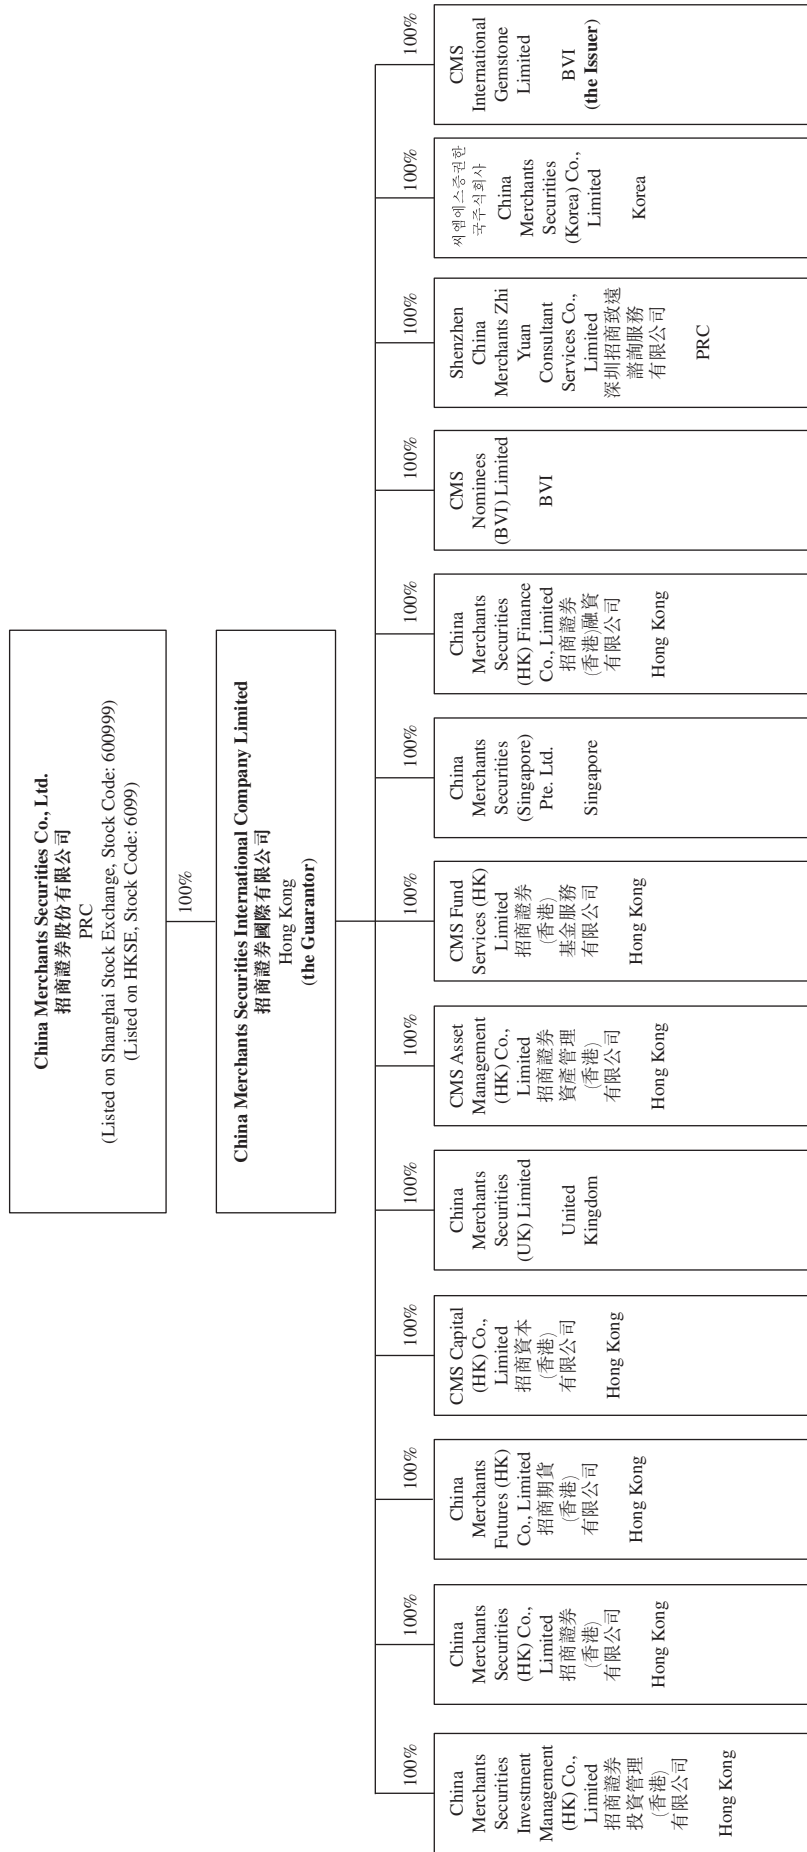 China Merchants Securities Co., Ltd.
招商證券股份有限公司
PRC
(Listed on Shanghai Stock Exchange, Stock Code: 600999)
(Listed on HKSE, Stock Code: 6099)
100%
China Merchants Securities International Company Limited
招商證券國際有限公司
Hong Kong
(the Guarantor)
100%
China
Merchants
Securities
Investment
Management
(HK) Co.,
Limited
招商證券
投資管理
(香港)
有限公司
Hong Kong
100%
China
Merchants
Securities
(HK) Co.,
Limited
招商證券
(香港)
有限公司
Hong Kong
100%
China
Merchants
Futures (HK)
Co., Limited
招商期貨
(香港)
有限公司
Hong Kong
100%
CMS Capital
(HK) Co.,
Limited
招商資本
(香港)
有限公司
Hong Kong
100%
China
Merchants
Securities
(UK) Limited
United
Kingdom
100%
CMS Asset
Management
(HK) Co.,
Limited
招商證券
資產管理
(香港)
有限公司
Hong Kong
100%
CMS Fund
Services (HK)
Limited
招商證券
(香港)
基金服務
有限公司
Hong Kong
100%
China
Merchants
Securities
(Singapore)
Pte. Ltd.
Singapore
100%
China
Merchants
Securities
(HK) Finance
Co., Limited
招商證券
(香港)融資
有限公司
Hong Kong
100%
CMS
Nominees
(BVI) Limited
BVI
100%
Shenzhen
China
Merchants Zhi
Yuan
Consultant
Services Co.,
Limited
深圳招商致遠
諮詢服務
有限公司
PRC
100%
씨엠에스증권한
국주식회사
China
Merchants
Securities
(Korea) Co.,
Limited
Korea
100%
CMS
International
Gemstone
Limited
BVI
(the Issuer)